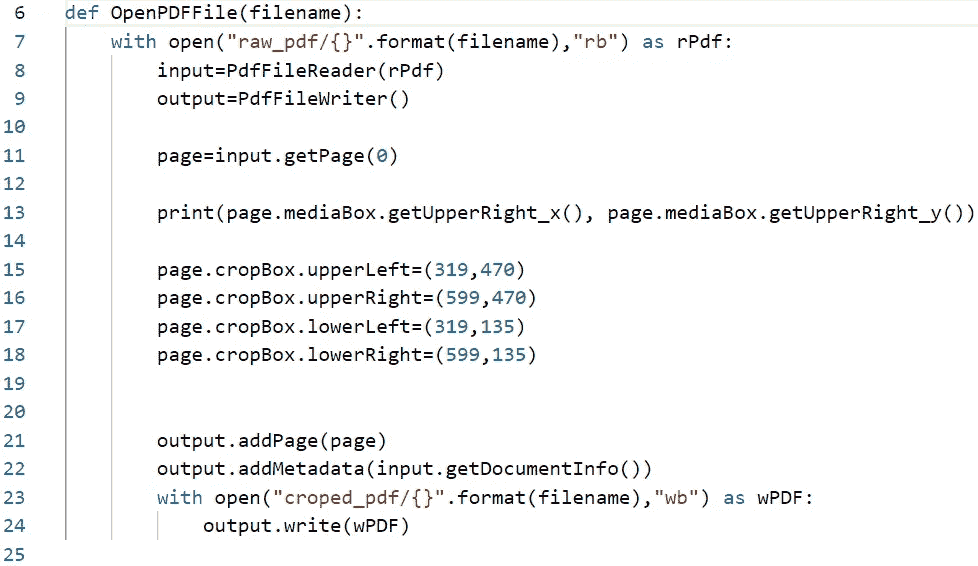 6 def OpenPDFFile(filename):
7     with open("raw_pdf/{}".format(filename),"rb") as rPdf:
8         input=PdfFileReader(rPdf)
9         output=PdfFileWriter()
10
11         page=input.getPage(0)
12
13         print(page.mediaBox.getUpperRight_x(), page.mediaBox.getUpperRight_y())
14
15         page.cropBox.upperLeft=(319,470)
16         page.cropBox.upperRight=(599,470)
17         page.cropBox.lowerLeft=(319,135)
18         page.cropBox.lowerRight=(599,135)
19
20
21         output.addPage(page)
22         output.addMetadata(input.getDocumentInfo())
23         with open("croped_pdf/{}".format(filename),"wb") as wPDF:
24             output.write(wPDF)
25